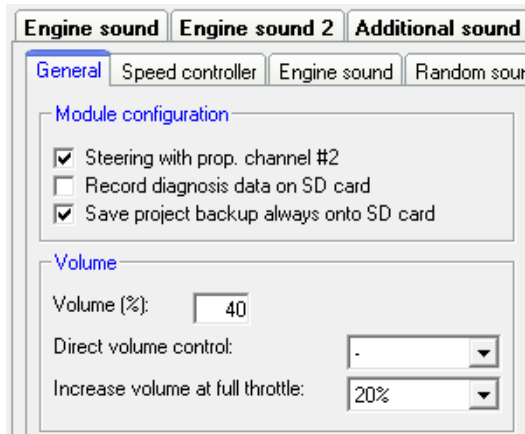 Engine sound Engine sound 2 Additional sound
General Speed controller Engine sound Random sour
Module configuration
Steering with prop. channel #2
Record diagnosis data on SD card
Save project backup always onto SD card
Volume
Volume (%): 40
Direct volume control: -
Increase volume at full throttle: 20%